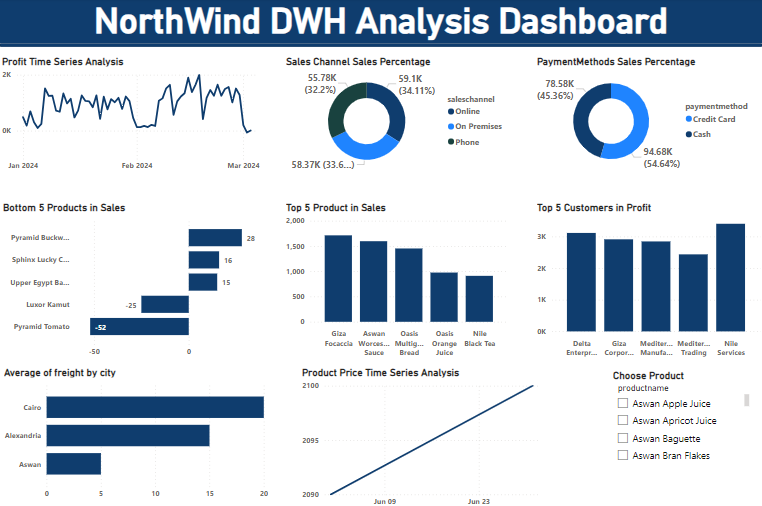 NorthWind DWH Analysis Dashboard
Profit Time Series Analysis
2K
0K
Jan 2024
Feb 2024
Mar 2024
Sales Channel Sales Percentage
55.78K
(32.2%)
59.1K
(34.11%)
58.37K (33.6...)
saleschannel
Online
On Premises
Phone
PaymentMethods Sales Percentage
78.58K
(45.36%)
94.68K
(54.64%)
paymentmethod
Credit Card
Cash
Bottom 5 Products in Sales
Pyramid Buckw...
28
Sphinx Lucky C...
16
Upper Egypt Ba...
15
Luxor Kamut
-25
Pyramid Tomato
-52
-50
0
Top 5 Product in Sales
2,000
1,500
1,000
500
0
Giza
Focaccia
Aswan
Worces...
Sauce
Oasis
Multig...
Bread
Oasis
Orange
Juice
Nile
Black Tea
Top 5 Customers in Profit
3K
2K
1K
0K
Delta
Enterpr...
Giza
Corpor...
Mediter...
Manufa...
Mediter...
Trading
Nile
Services
Average of freight by city
Cairo
Alexandria
Aswan
0
5
10
15
20
Product Price Time Series Analysis
2100
2095
2090
Jun 09
Jun 23
Choose Product
productname
Aswan Apple Juice
Aswan Apricot Juice
Aswan Baguette
Aswan Bran Flakes